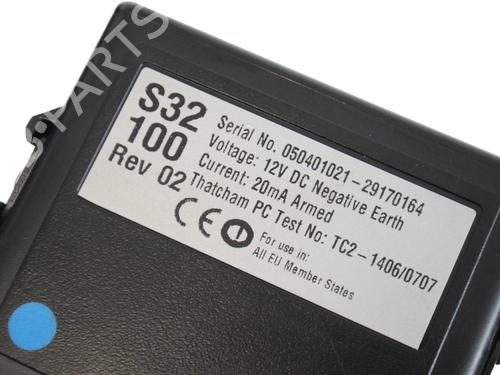 S32
100
Rev 02
Serial No. 050401021-29170164
Voltage: 12V DC Negative Earth
Current: 20mA Armed
Thatcham PC Test No: TC2-1406/0707
CE
For use in:
All EU Member States
PARTS